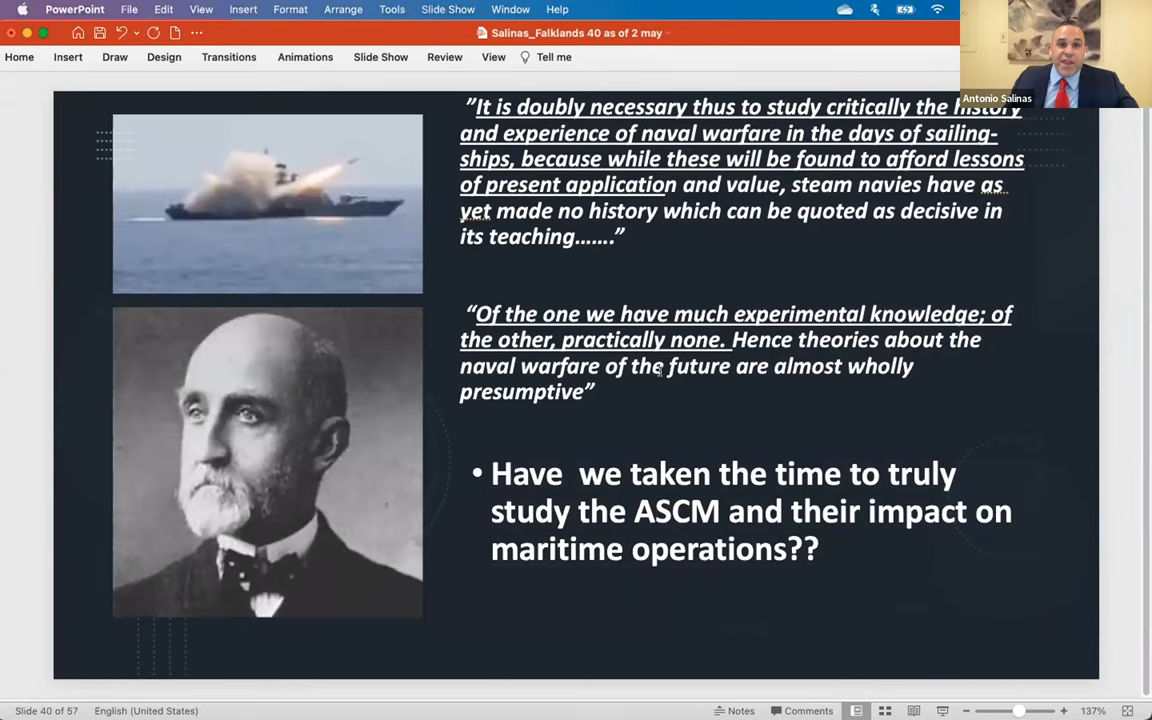 PowerPoint File Edit View Insert Format Arrange Tools Slide Show Window Help
Salinas_Falklands 40 as of 2 may
Home Insert Draw Design Transitions Animations Slide Show Review View Tell me
Antonio Salinas
”It is doubly necessary thus to study critically the history
and experience of naval warfare in the days of sailing-
ships, because while these will be found to afford lessons
of present application and value, steam navies have as
yet made no history which can be quoted as decisive in
its teaching…….”
“Of the one we have much experimental knowledge; of
the other, practically none. Hence theories about the
naval warfare of the future are almost wholly
presumptive”
• Have we taken the time to truly
study the ASCM and their impact on
maritime operations??
Slide 40 of 57 English (United States) Notes Comments 137%